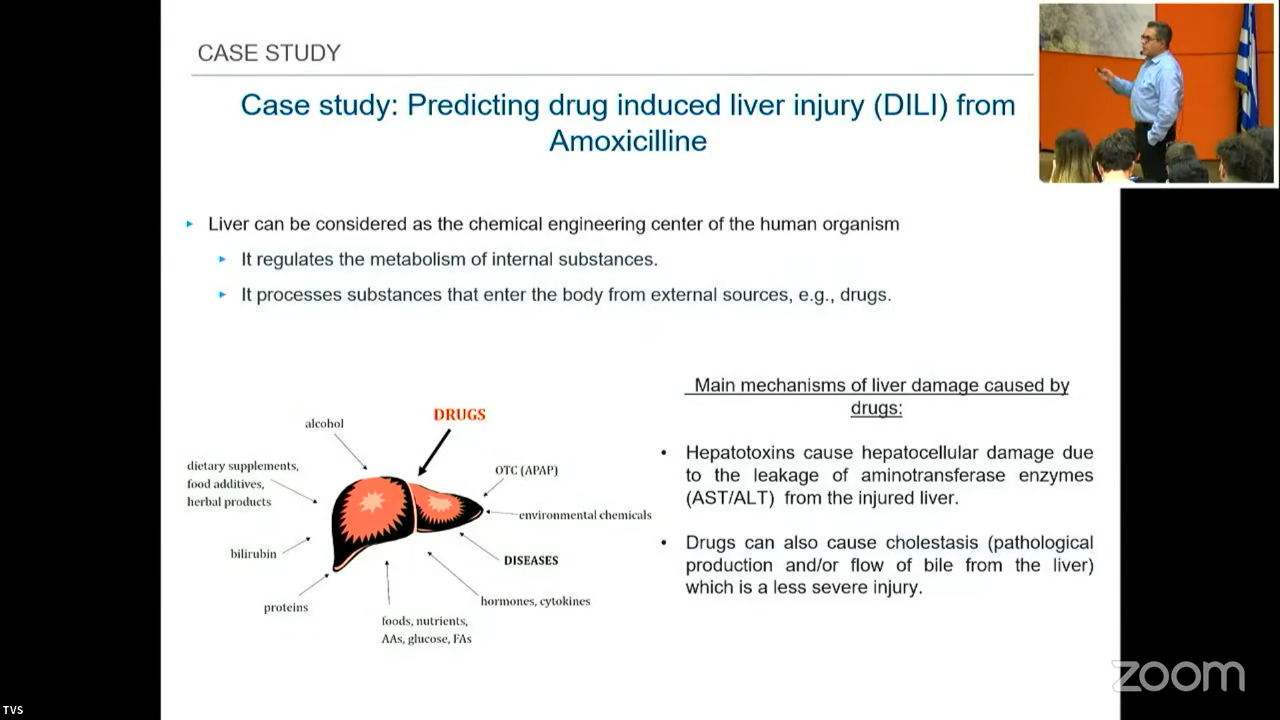 CASE STUDY
Case study: Predicting drug induced liver injury (DILI) from
Amoxicilline
Liver can be considered as the chemical engineering center of the human organism
It regulates the metabolism of internal substances.
It processes substances that enter the body from external sources, e.g., drugs.
DRUGS
alcohol
dietary supplements,
food additives,
herbal products
OTC (APAP)
environmental chemicals
bilirubin
DISEASES
proteins
hormones, cytokines
foods, nutrients,
AAs, glucose, FAs
Main mechanisms of liver damage caused by
drugs:
• Hepatotoxins cause hepatocellular damage due
to the leakage of aminotransferase enzymes
(AST/ALT) from the injured liver.
• Drugs can also cause cholestasis (pathological
production and/or flow of bile from the liver)
which is a less severe injury.
zoom
TVS